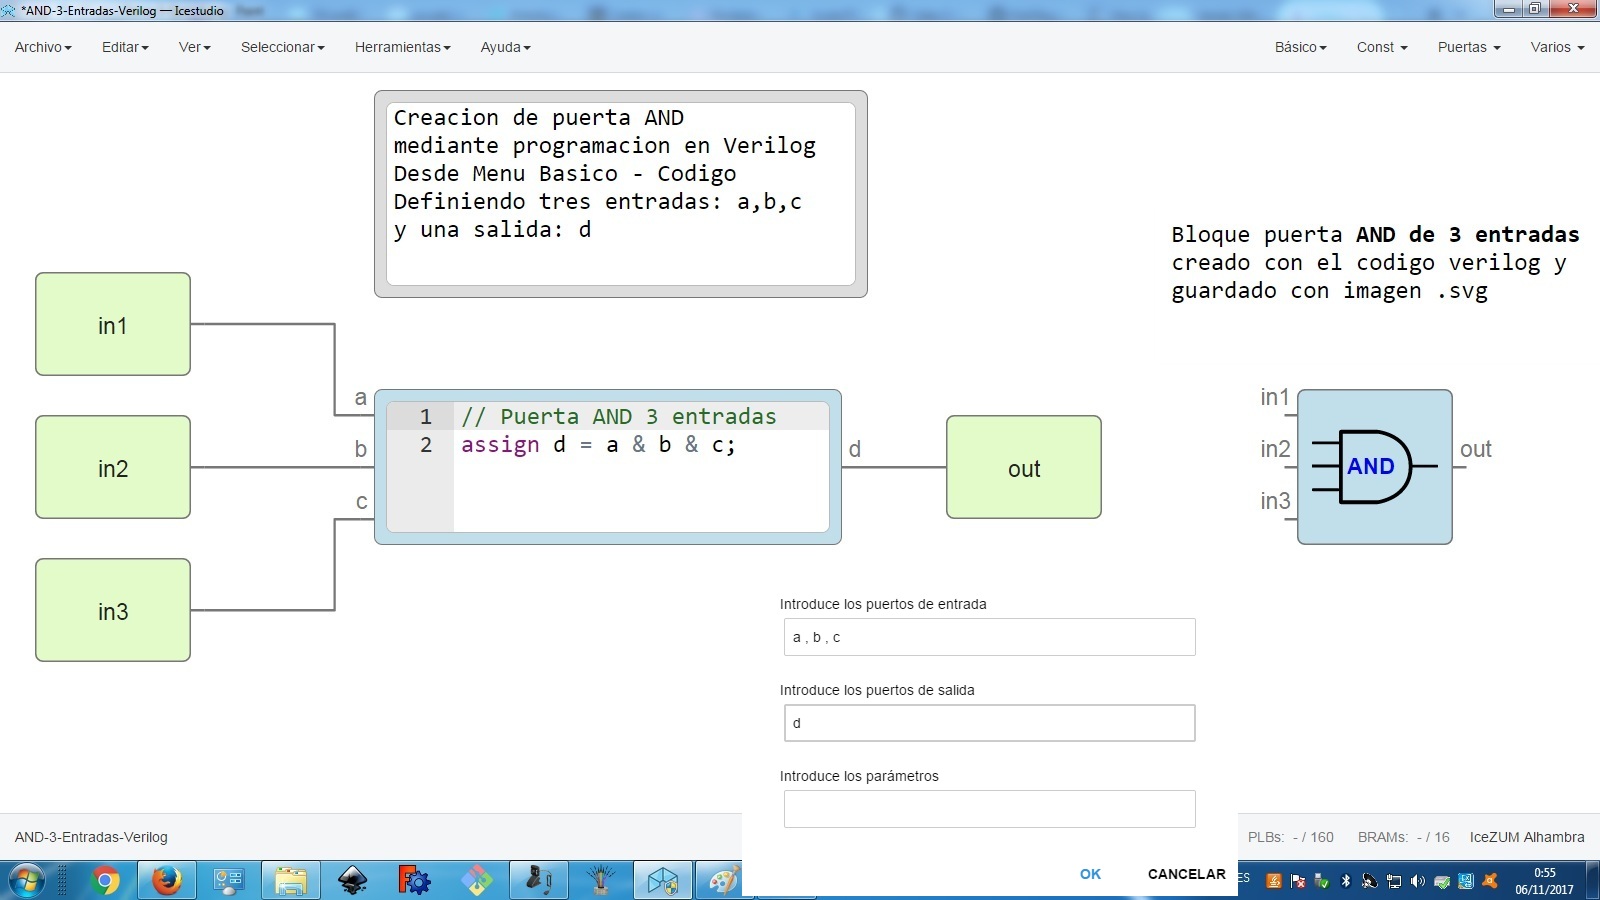 *AND-3-Entradas-Verilog — Icestudio
Archivo Editar Ver Seleccionar Herramientas Ayuda Básico Const Puertas Varios
Creacion de puerta AND
mediante programacion en Verilog
Desde Menu Basico - Codigo
Definiendo tres entradas: a,b,c
y una salida: d
Bloque puerta AND de 3 entradas
creado con el codigo verilog y
guardado con imagen .svg
in1
in2
in3
a
b
c
1 // Puerta AND 3 entradas
2 assign d = a & b & c;
d
out
in1
in2
in3
AND
out
Introduce los puertos de entrada
a , b , c
Introduce los puertos de salida
d
Introduce los parámetros
OK CANCELAR
AND-3-Entradas-Verilog
PLBs: - / 160 BRAMs: - / 16 IceZUM Alhambra
ES
0:55
06/11/2017